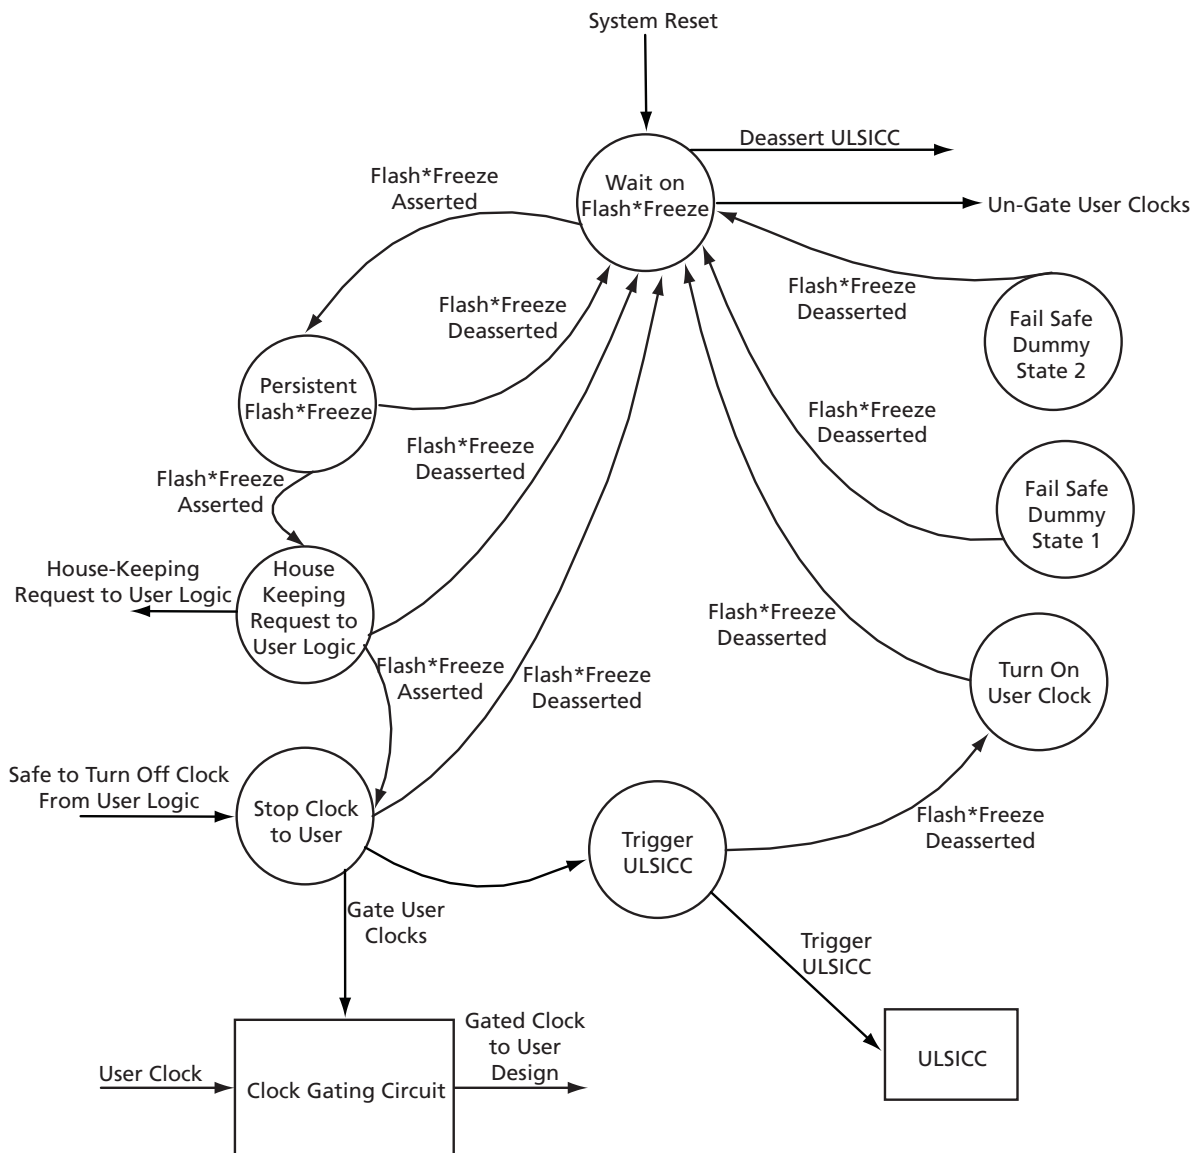 System Reset
Deassert ULSICC
Wait on
Flash*Freeze
Un-Gate User Clocks
Flash*Freeze
Asserted
Flash*Freeze
Deasserted
Flash*Freeze
Deasserted
Fail Safe
Dummy
State 2
Persistent
Flash*Freeze
Flash*Freeze
Deasserted
Flash*Freeze
Deasserted
Flash*Freeze
Asserted
Fail Safe
Dummy
State 1
House-Keeping
Request to User Logic
House
Keeping
Request to
User Logic
Flash*Freeze
Deasserted
Flash*Freeze
Asserted
Flash*Freeze
Deasserted
Turn On
User Clock
Safe to Turn Off Clock
From User Logic
Stop Clock
to User
Trigger
ULSICC
Flash*Freeze
Deasserted
Gate User
Clocks
Trigger
ULSICC
Gated Clock
to User
Design
ULSICC
User Clock
Clock Gating Circuit